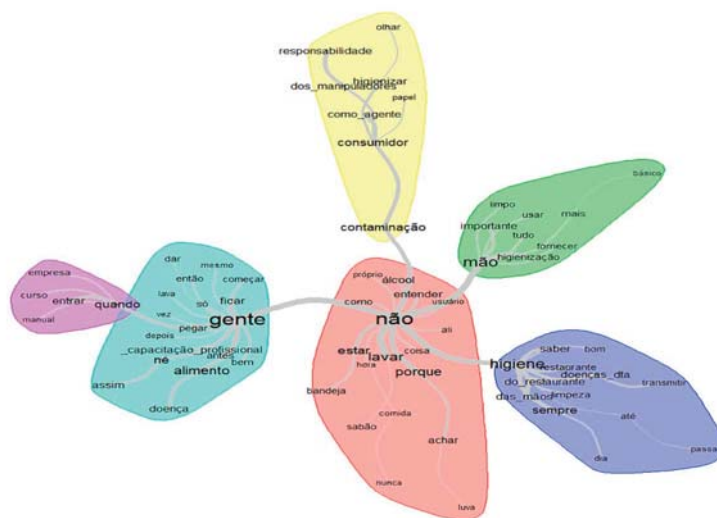 olhar
responsabilidade
higienizar
dos_manipuladores
papel
como_agente
consumidor
contaminação
básico
limpo
usar
mais
importante
tudo
fornecer
higienização
mão
dar
mesmo
então
começar
lava
só
ficar
vez
pegar
gente
depois
_capacitação_profissional
né
antes
bem
alimento
assim
doença
empresa
curso
entrar
quando
manual
próprio
álcool
entender
como
usuário
não
ali
estar
lavar
coisa
hora
porque
bandeja
comida
sabão
achar
nunca
luva
saber
bom
higiene
restaurante
doenças_dta
do_restaurante
transmitir
das_mãos
limpeza
sempre
até
dia
passa